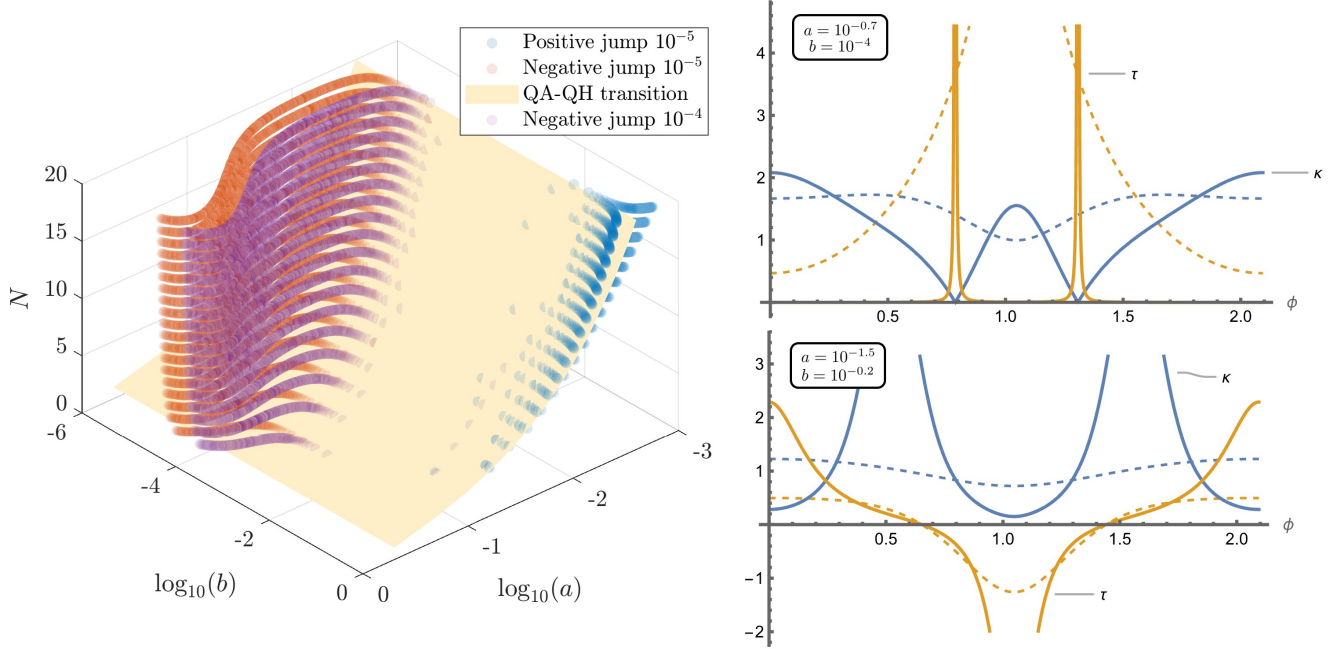 Positive jump 10⁻⁵
Negative jump 10⁻⁵
QA-QH transition
Negative jump 10⁻⁴
20
15
10
5
0
N
-6
-4
-2
0
log₁₀(b)
0
-1
-2
-3
log₁₀(a)
a = 10⁻⁰·⁷
b = 10⁻⁴
4
3
2
1
τ
κ
0.5
1.0
1.5
2.0
ϕ
a = 10⁻¹·⁵
b = 10⁻⁰·²
3
2
1
−1
−2
κ
0.5
1.0
1.5
2.0
ϕ
τ